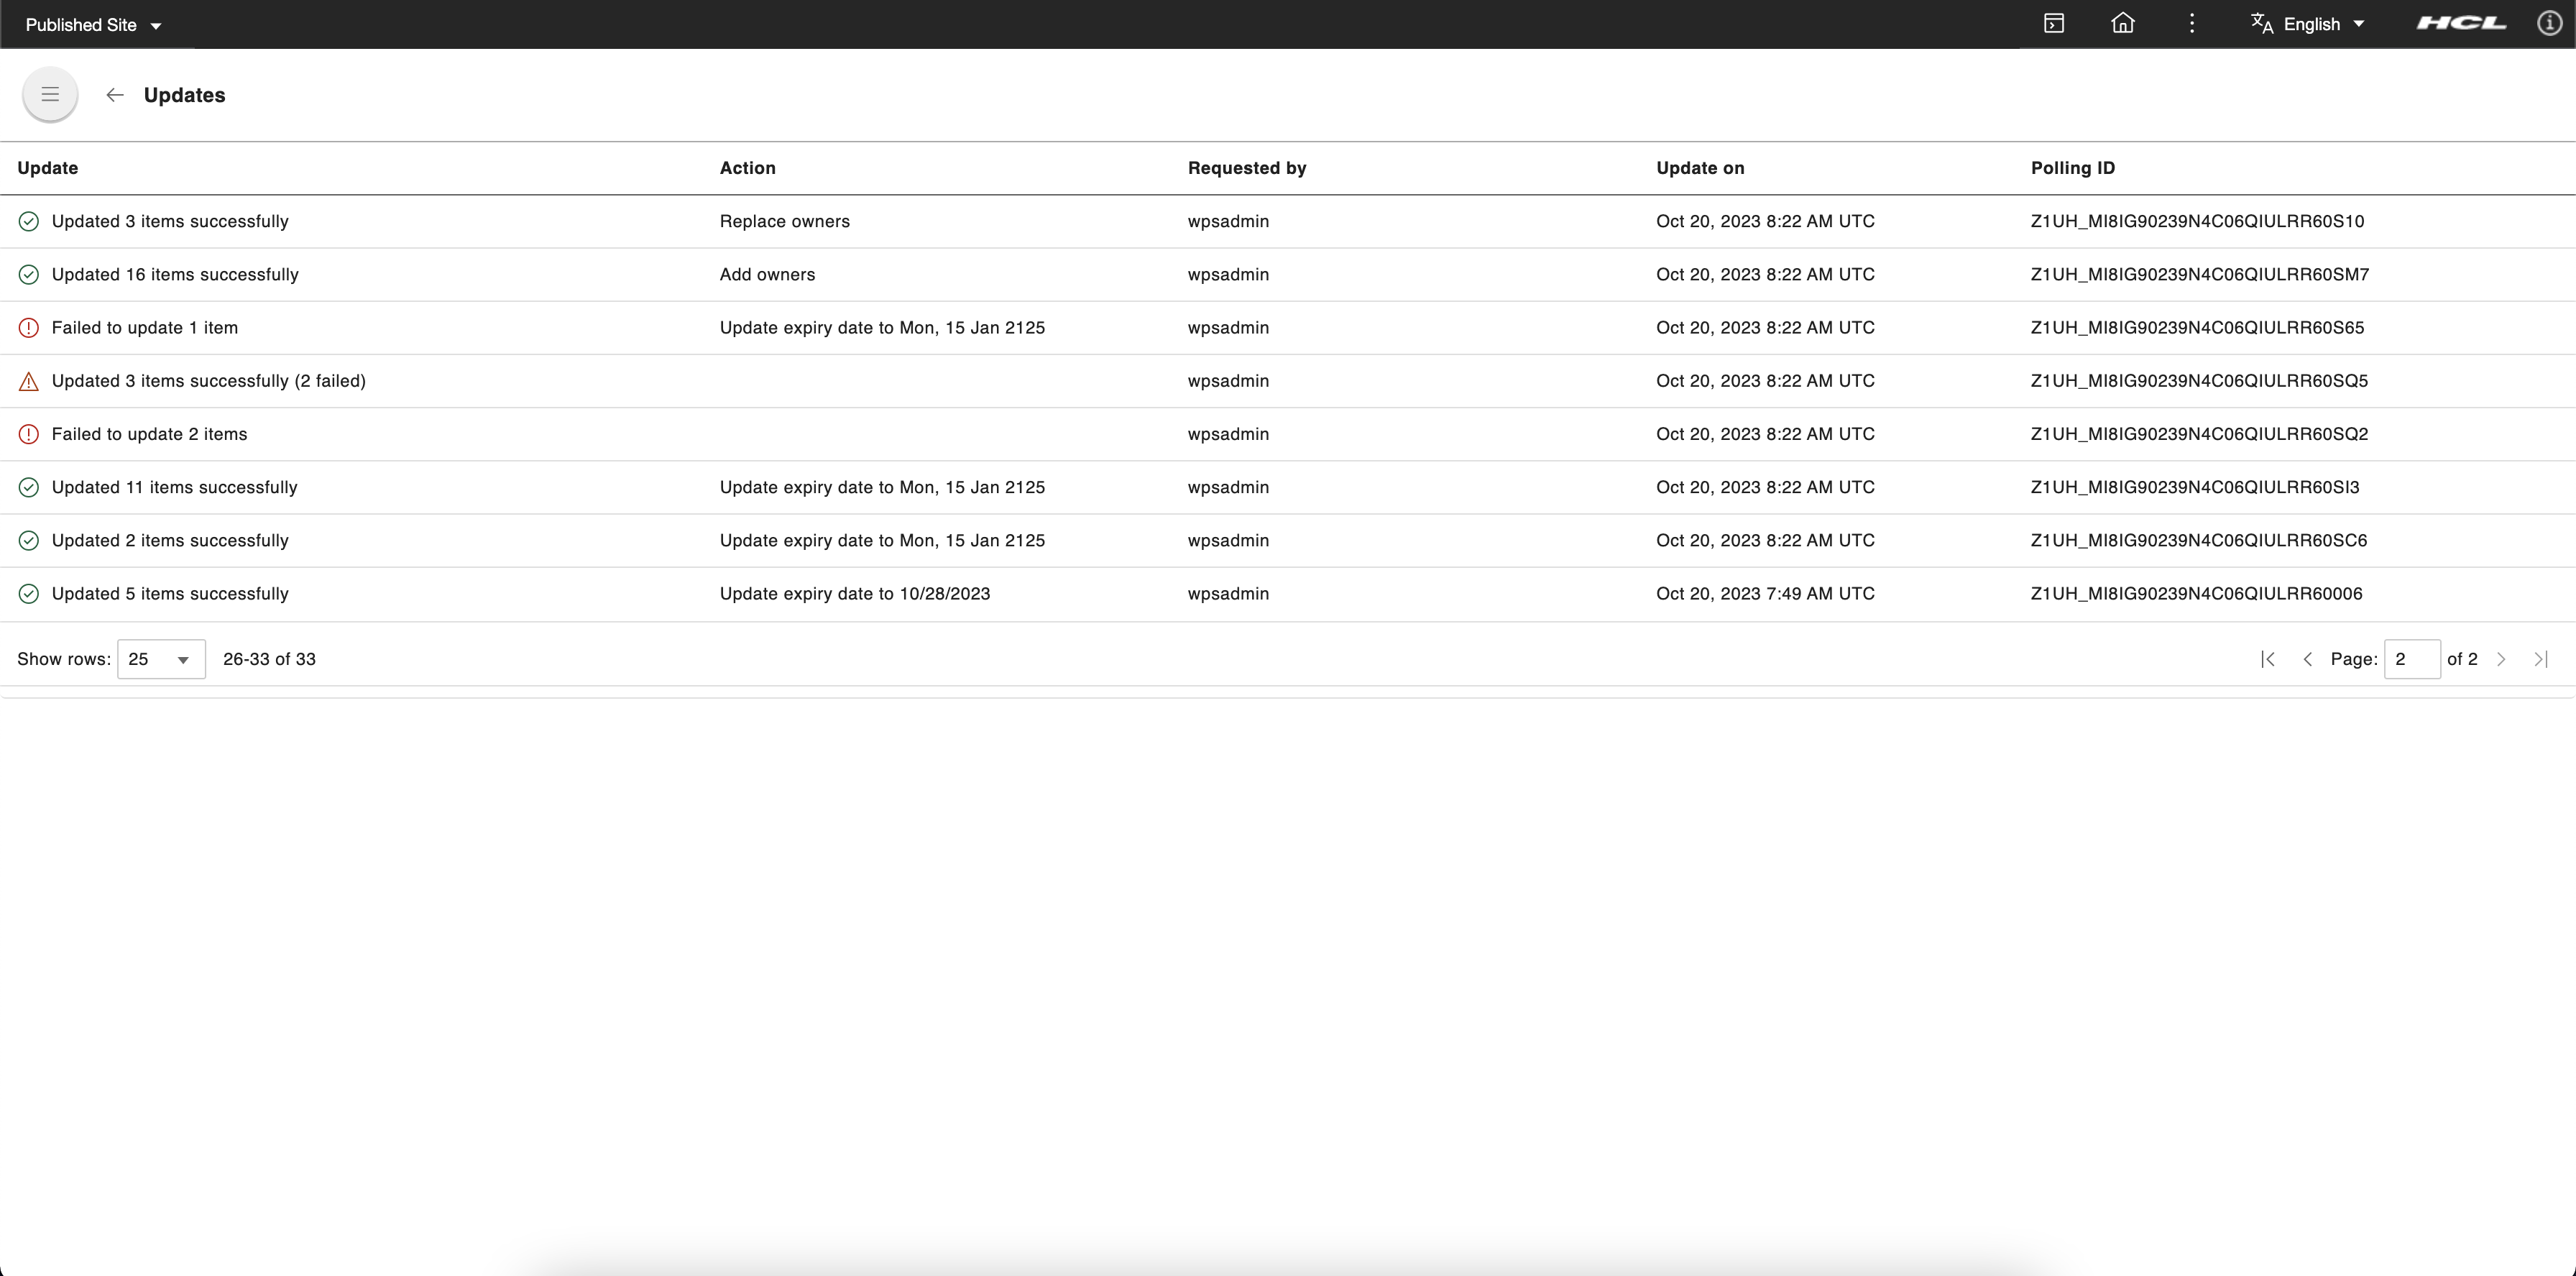 Published Site
English
HCL
Updates
Update Action Requested by Update on Polling ID
Updated 3 items successfully Replace owners wpsadmin Oct 20, 2023 8:22 AM UTC Z1UH_MI8IG90239N4C06QIULRR60S10
Updated 16 items successfully Add owners wpsadmin Oct 20, 2023 8:22 AM UTC Z1UH_MI8IG90239N4C06QIULRR60SM7
Failed to update 1 item Update expiry date to Mon, 15 Jan 2125 wpsadmin Oct 20, 2023 8:22 AM UTC Z1UH_MI8IG90239N4C06QIULRR60S65
Updated 3 items successfully (2 failed) wpsadmin Oct 20, 2023 8:22 AM UTC Z1UH_MI8IG90239N4C06QIULRR60SQ5
Failed to update 2 items wpsadmin Oct 20, 2023 8:22 AM UTC Z1UH_MI8IG90239N4C06QIULRR60SQ2
Updated 11 items successfully Update expiry date to Mon, 15 Jan 2125 wpsadmin Oct 20, 2023 8:22 AM UTC Z1UH_MI8IG90239N4C06QIULRR60SI3
Updated 2 items successfully Update expiry date to Mon, 15 Jan 2125 wpsadmin Oct 20, 2023 8:22 AM UTC Z1UH_MI8IG90239N4C06QIULRR60SC6
Updated 5 items successfully Update expiry date to 10/28/2023 wpsadmin Oct 20, 2023 7:49 AM UTC Z1UH_MI8IG90239N4C06QIULRR60006
Show rows: 25 26-33 of 33 Page: 2 of 2